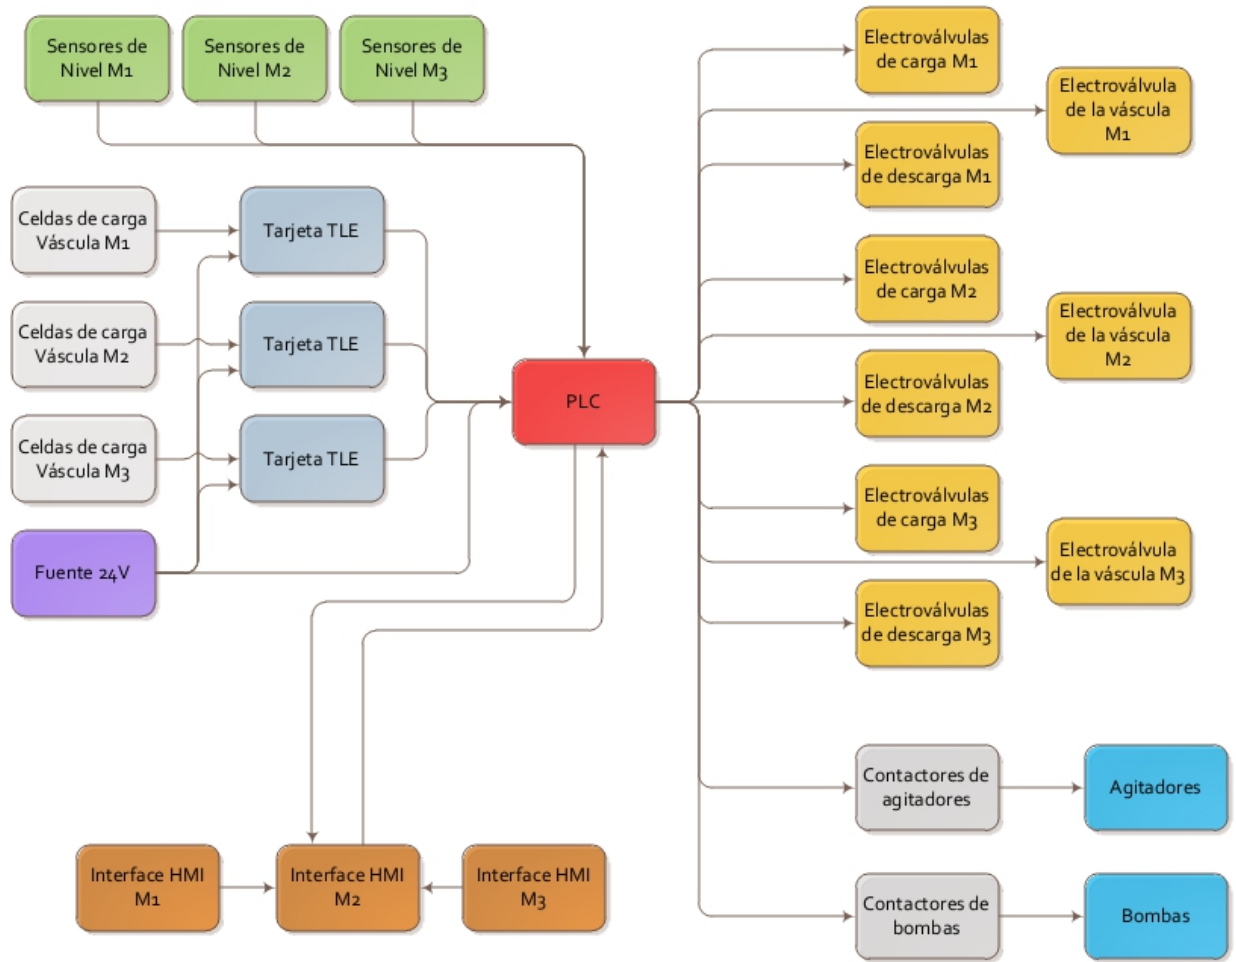 Sensores de
Nivel M1
Sensores de
Nivel M2
Sensores de
Nivel M3
Electroválvulas
de carga M1
Electroválvula
de la váscula
M1
Electroválvulas
de descarga M1
Celdas de carga
Váscula M1
Tarjeta TLE
Electroválvulas
de carga M2
Electroválvula
de la váscula
M2
Celdas de carga
Váscula M2
Tarjeta TLE
PLC
Electroválvulas
de descarga M2
Celdas de carga
Váscula M3
Tarjeta TLE
Electroválvulas
de carga M3
Electroválvula
de la váscula M3
Fuente 24V
Electroválvulas
de descarga M3
Contactores de
agitadores
Agitadores
Interface HMI
M1
Interface HMI
M2
Interface HMI
M3
Contactores de
bombas
Bombas